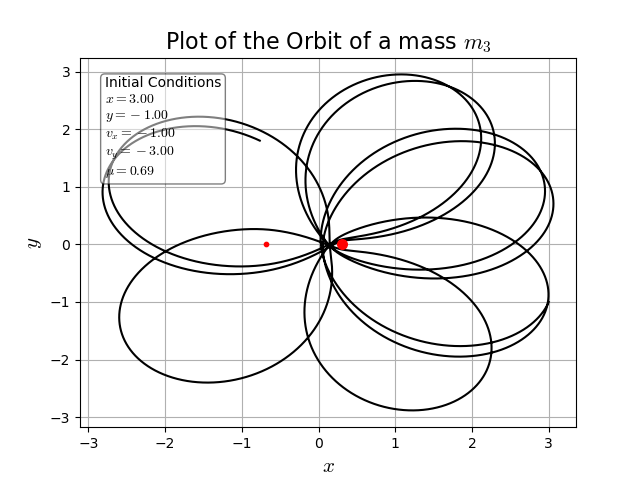 Plot of the Orbit of a mass m₃
Initial Conditions
x = 3.00
y = −1.00
vₓ = −1.00
v_y = −3.00
μ = 0.69
3
2
1
0
−1
−2
−3
y
−3 −2 −1 0 1 2 3
x